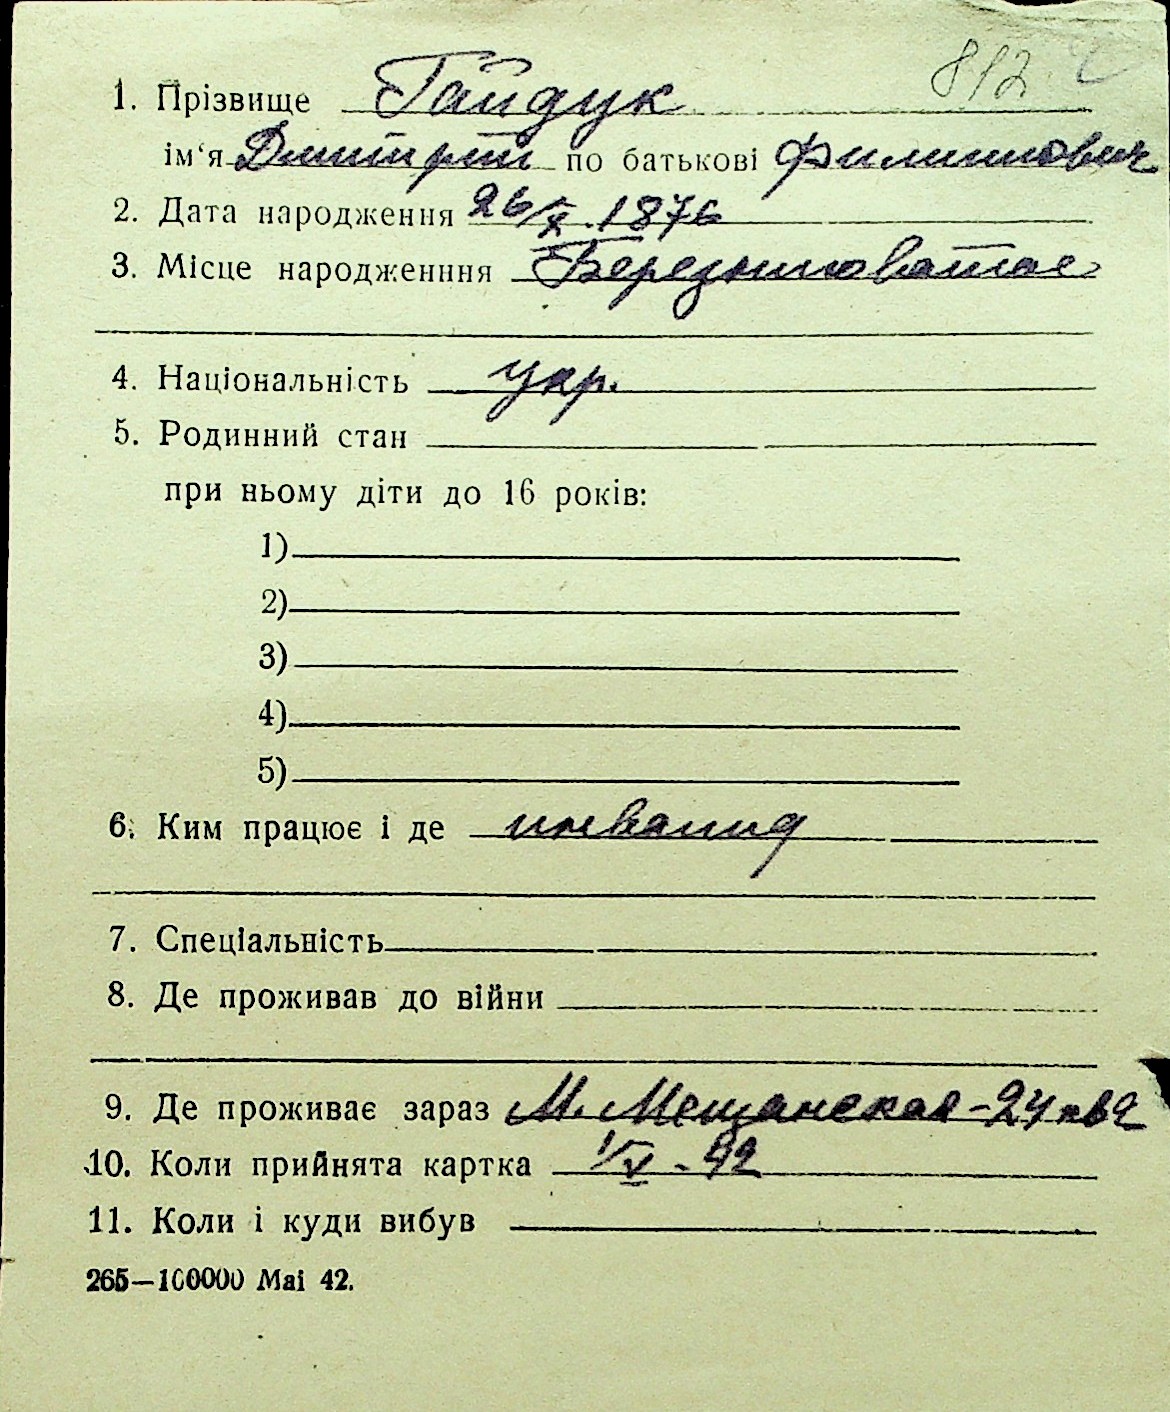 812
1. Прізвище Гайдук
ім‘я Дмитрий по батькові Филиппович
2. Дата народження 26/X.1876
3. Місце народженння Березниговатое
4. Національність укр.
5. Родинний стан
при ньому діти до 16 років:
1)
2)
3)
4)
5)
6. Ким працює і де инвалид
7. Спеціальність
8. Де проживав до війни
9. Де проживає зараз М. Мещанская - 24 кв 2
10. Коли прийнята картка 1/V - 42
11. Коли і куди вибув
265—100000 Mai 42.